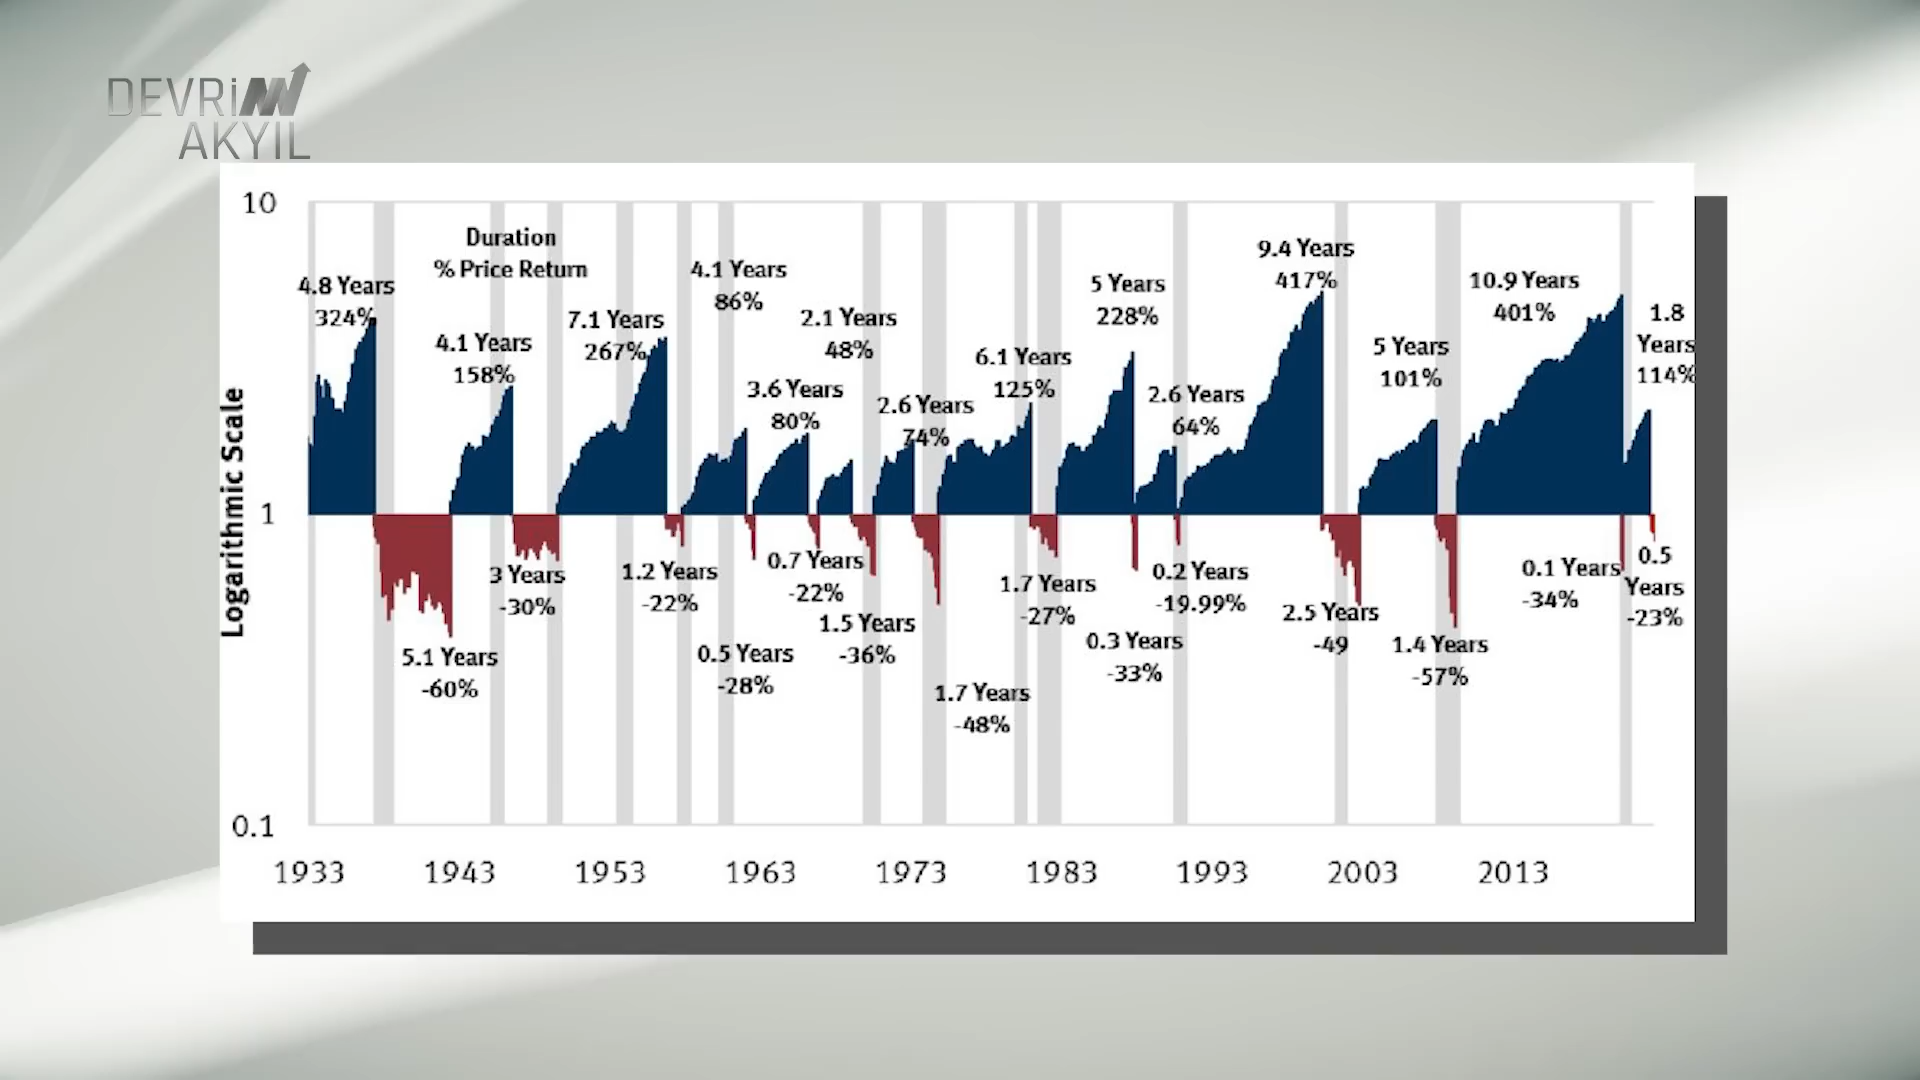 DEVRiM
AKYIL
10
Duration
% Price Return
4.8 Years
324%
4.1 Years
158%
7.1 Years
267%
4.1 Years
86%
3.6 Years
80%
2.1 Years
48%
2.6 Years
74%
6.1 Years
125%
5 Years
228%
2.6 Years
64%
9.4 Years
417%
5 Years
101%
10.9 Years
401%
1.8
Years
114%
Logarithmic Scale
1
5.1 Years
-60%
3 Years
-30%
1.2 Years
-22%
0.5 Years
-28%
0.7 Years
-22%
1.5 Years
-36%
1.7 Years
-48%
1.7 Years
-27%
0.3 Years
-33%
0.2 Years
-19.99%
2.5 Years
-49
1.4 Years
-57%
0.1 Years
-34%
0.5
Years
-23%
0.1
1933 1943 1953 1963 1973 1983 1993 2003 2013